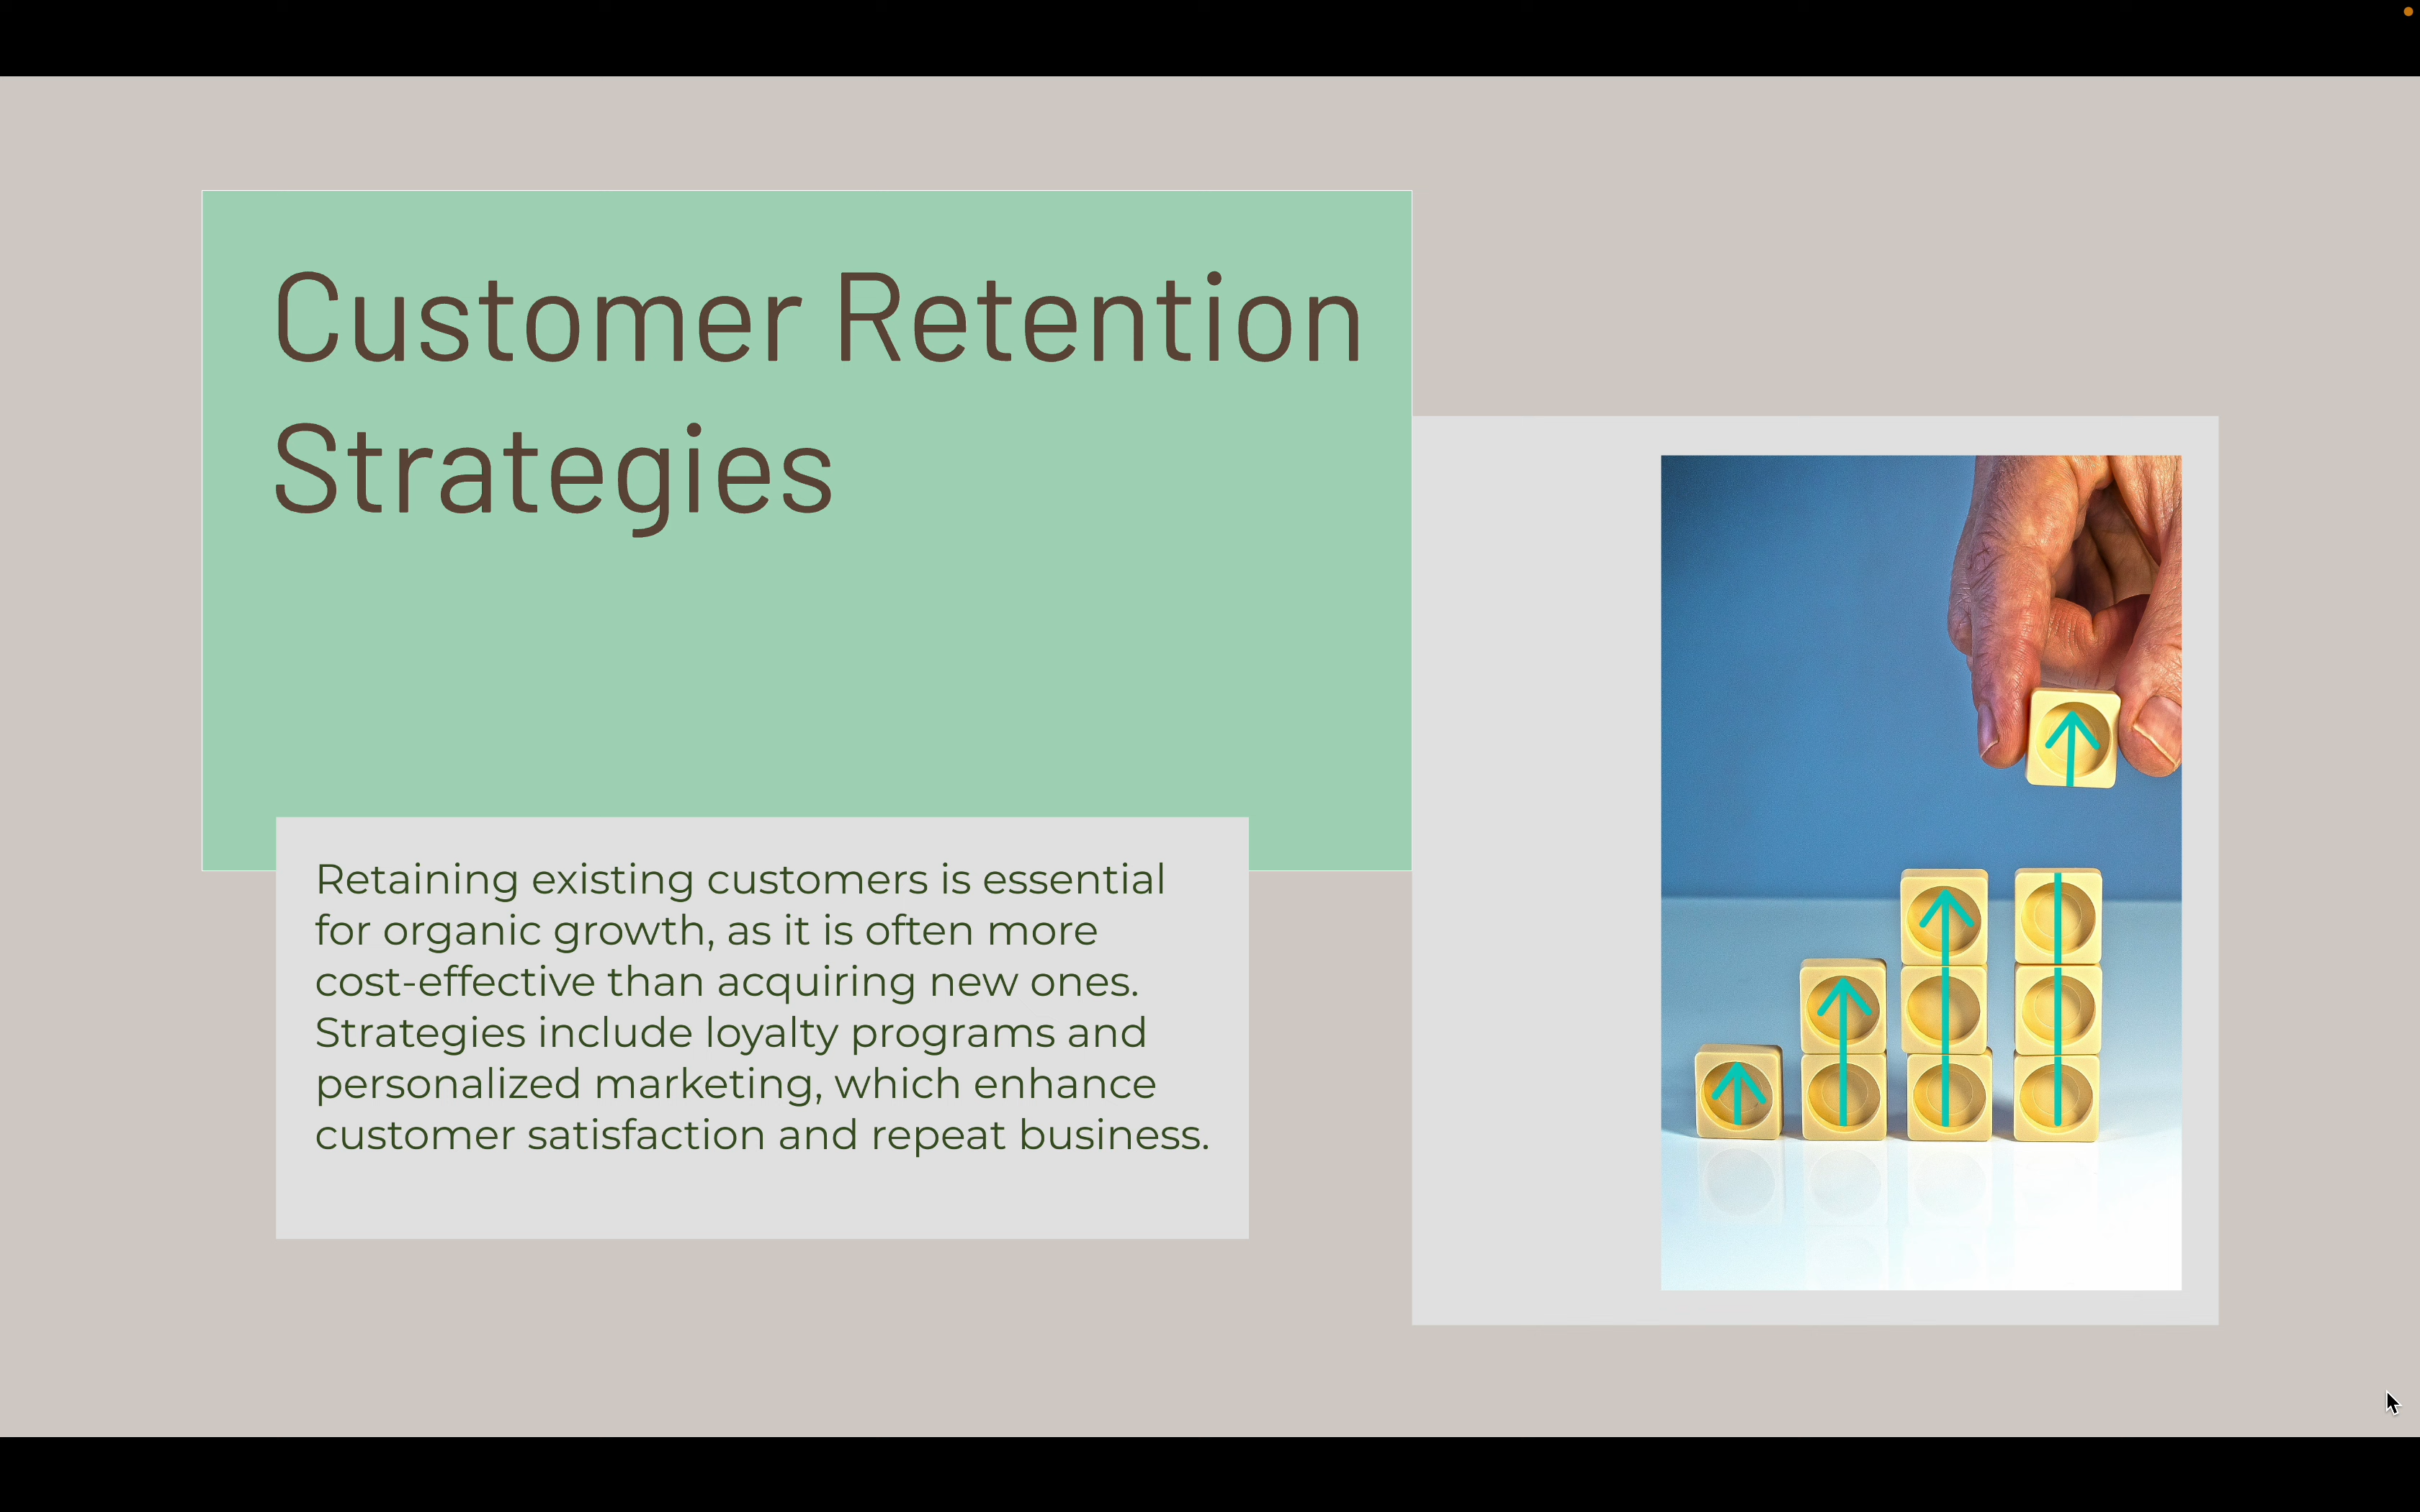 Customer Retention
Strategies
Retaining existing customers is essential
for organic growth, as it is often more
cost-effective than acquiring new ones.
Strategies include loyalty programs and
personalized marketing, which enhance
customer satisfaction and repeat business.